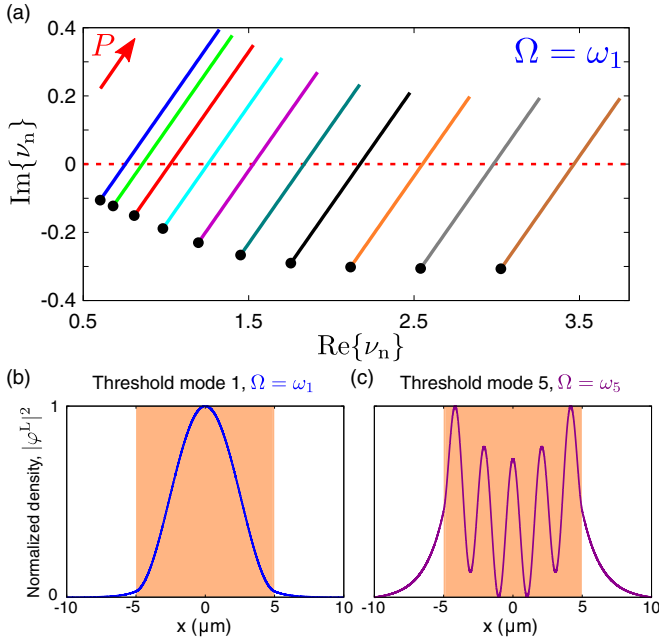 (a)
P
Ω = ω₁
Im{νₙ}
0.4
0.2
0
-0.2
-0.4
0.5
1.5
2.5
3.5
Re{νₙ}
(b)
Threshold mode 1, Ω = ω₁
(c)
Threshold mode 5, Ω = ω₅
Normalized density, |φᴸ|²
1
0
-10
-5
0
5
10
x (µm)
-10
-5
0
5
10
x (µm)